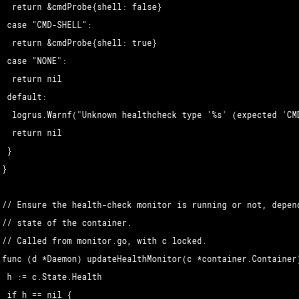 return &cmdProbe{shell: false}
case "CMD-SHELL":
return &cmdProbe{shell: true}
case "NONE":
return nil
default:
logrus.Warnf("Unknown healthcheck type '%s' (expected 'CMD
return nil
}
}
// Ensure the health-check monitor is running or not, depend
// state of the container.
// Called from monitor.go, with c locked.
func (d *Daemon) updateHealthMonitor(c *container.Container)
h := c.State.Health
if h == nil {